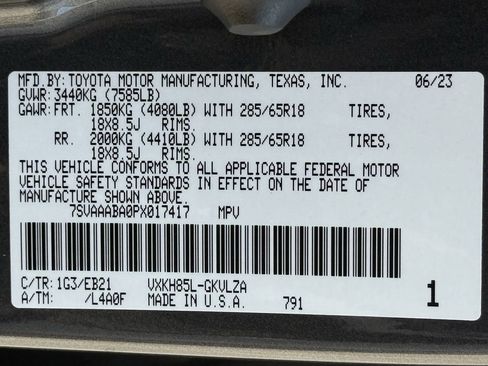 MFD.BY:TOYOTA MOTOR MANUFACTURING, TEXAS, INC. 06/23
GVWR:3440KG (7585LB)
GAWR:FRT. 1850KG (4080LB) WITH 285/65R18 TIRES,
18X8.5J RIMS.
RR. 2000KG (4410LB) WITH 285/65R18 TIRES,
18X8.5J RIMS.
THIS VEHICLE CONFORMS TO ALL APPLICABLE FEDERAL MOTOR
VEHICLE SAFETY STANDARDS IN EFFECT ON THE DATE OF
MANUFACTURE SHOWN ABOVE.
7SVAAABA0PX017417 MPV
C/TR: 1G3/EB21 VXKH85L-GKVLZA
A/TM: /L4A0F MADE IN U.S.A. 791 1